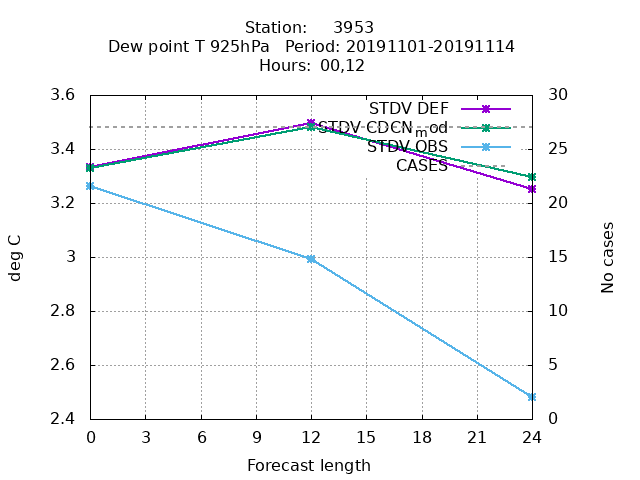 Station: 3953
Dew point T 925hPa Period: 20191101-20191114
Hours: 00,12
3.6
3.4
3.2
3
2.8
2.6
2.4
deg C
STDV DEF
STDV CDCN_mod
STDV OBS
CASES
30
25
20
15
10
5
0
No cases
0 3 6 9 12 15 18 21 24
Forecast length